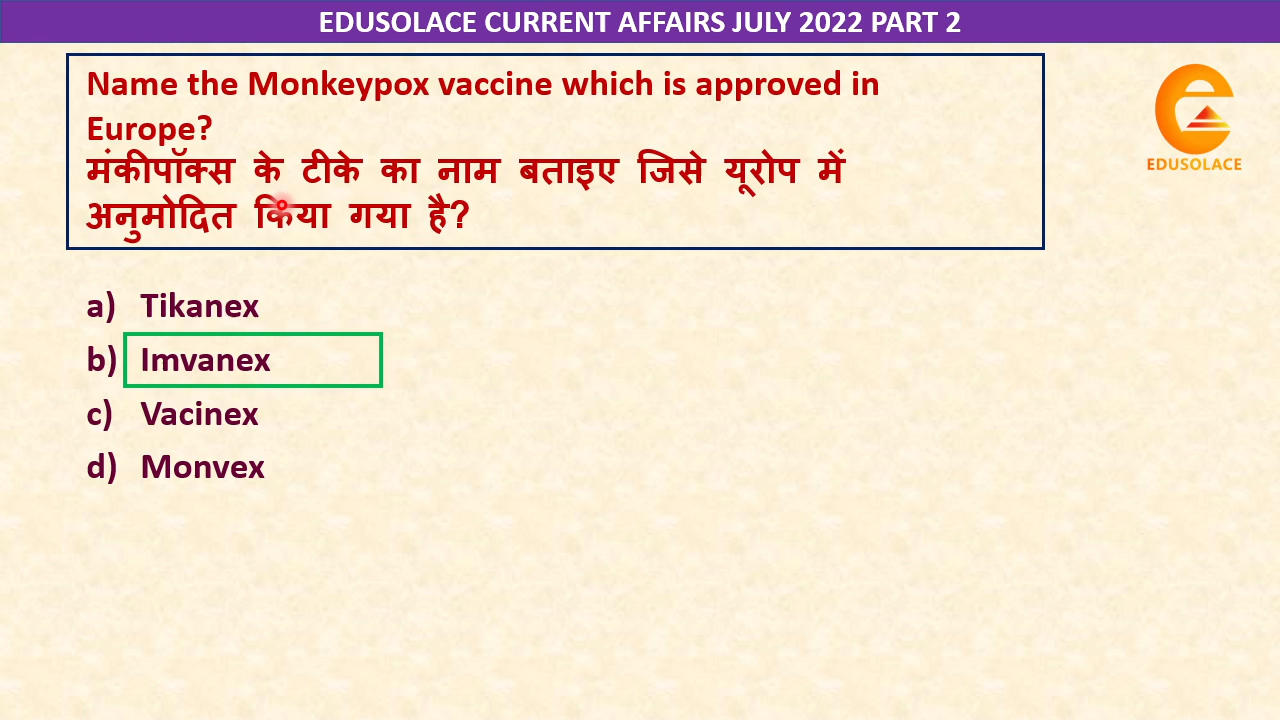 EDUSOLACE CURRENT AFFAIRS JULY 2022 PART 2
Name the Monkeypox vaccine which is approved in
Europe?
मंकीपॉक्स के टीके का नाम बताइए जिसे यूरोप में
अनुमोदित किया गया है?
EDUSOLACE
a) Tikanex
b) Imvanex
c) Vacinex
d) Monvex